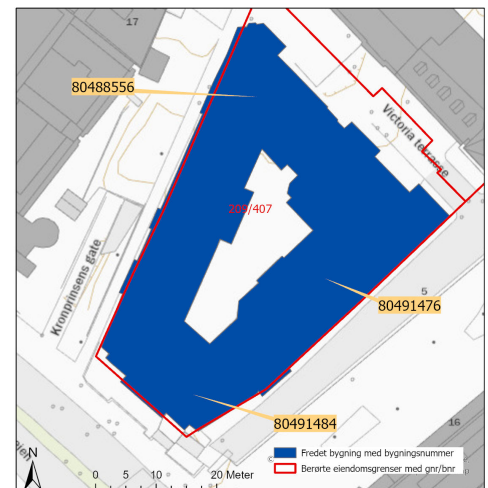 17
80488556
Victoria terrasse
200/407
Kronprinsens gate
5
80491476
80491484
16
N
0 5 10 20 Meter
Fredet bygning med bygningsnummer
Berørte eiendomsgrenser med gnr/bnr